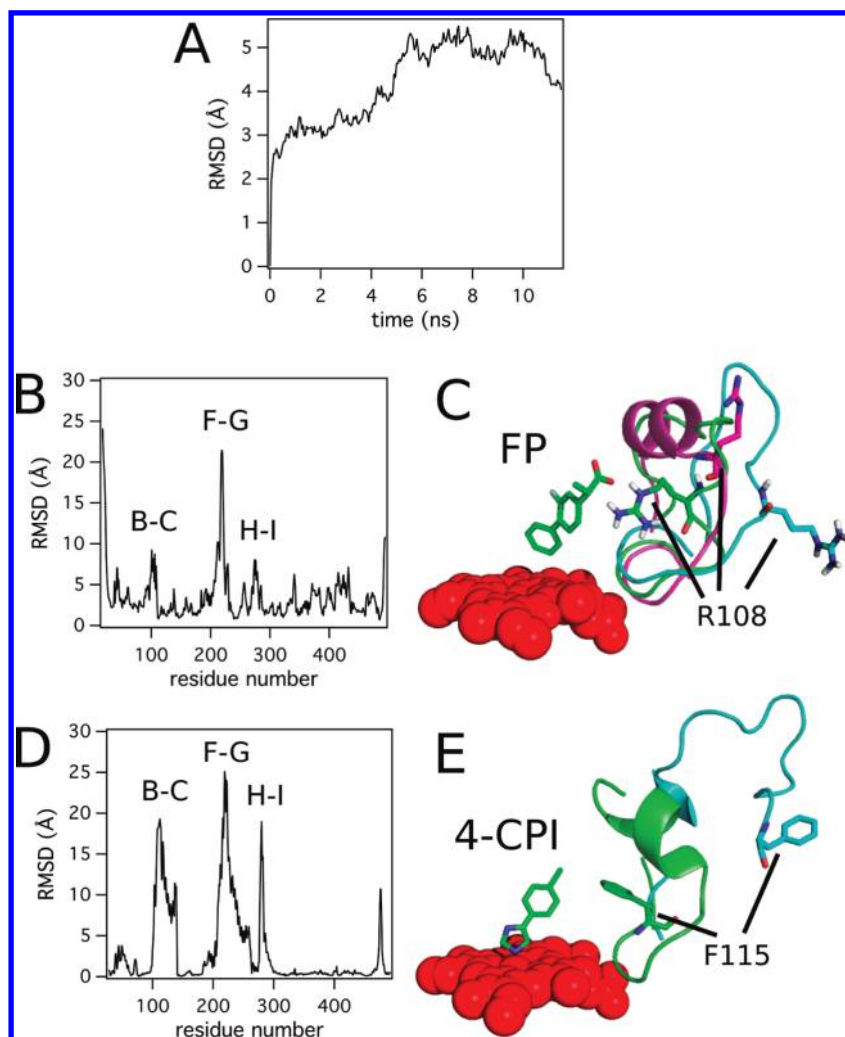 A
RMSD (Å)
5
4
3
2
1
0
0 2 4 6 8 10
time (ns)
B
RMSD (Å)
30
25
20
15
10
5
0
F-G
B-C
H-I
100 200 300 400
residue number
C
FP
R108
D
RMSD (Å)
30
25
20
15
10
5
0
F-G
B-C
H-I
100 200 300 400
residue number
E
4-CPI
F115